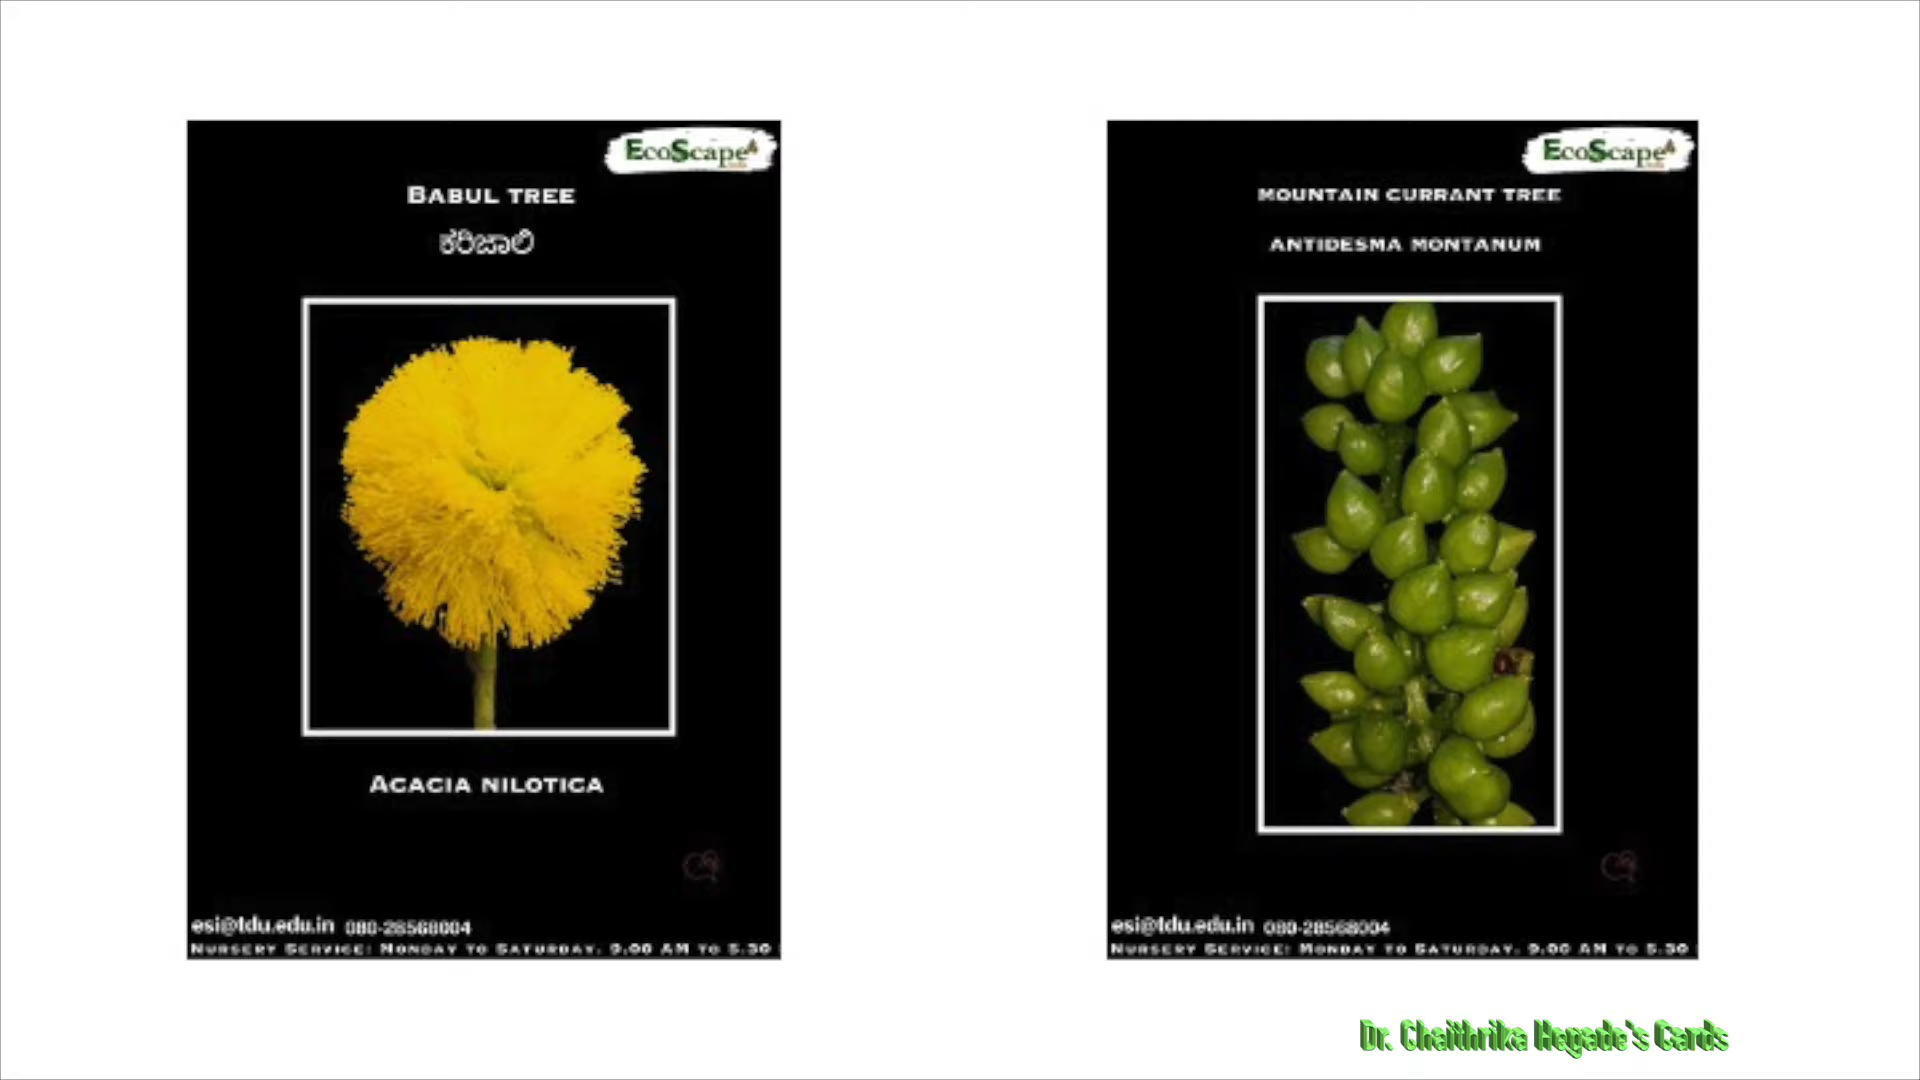 EcoScape
BABUL TREE
ಕರಿಜಾಲಿ
ACACIA NILOTICA
esi@tdu.edu.in 080-28568004
NURSERY SERVICE: MONDAY TO SATURDAY. 9.00 AM TO 5.30
EcoScape
MOUNTAIN CURRANT TREE
ANTIDESMA MONTANUM
esi@tdu.edu.in 080-28568004
NURSERY SERVICE: MONDAY TO SATURDAY. 9.00 AM TO 5.30
Dr. Chaithrika Hegade's Cards